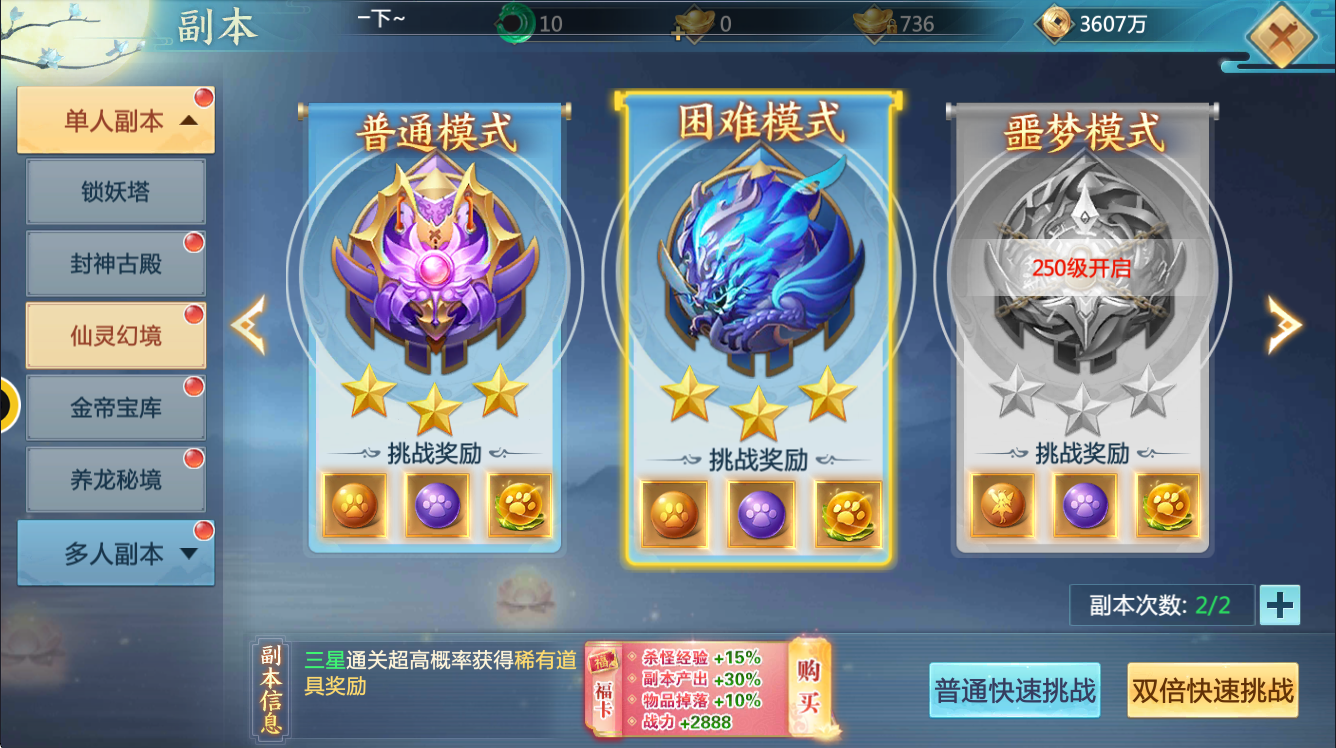 副本
一下~
10
0
736
3607万
单人副本
锁妖塔
封神古殿
仙灵幻境
金帝宝库
养龙秘境
多人副本
普通模式
挑战奖励
困难模式
挑战奖励
噩梦模式
250级开启
挑战奖励
副本次数: 2/2
副本信息
三星通关超高概率获得稀有道
具奖励
福
福卡
杀怪经验 +15%
副本产出 +30%
物品掉落 +10%
战力 +2888
购买
普通快速挑战
双倍快速挑战